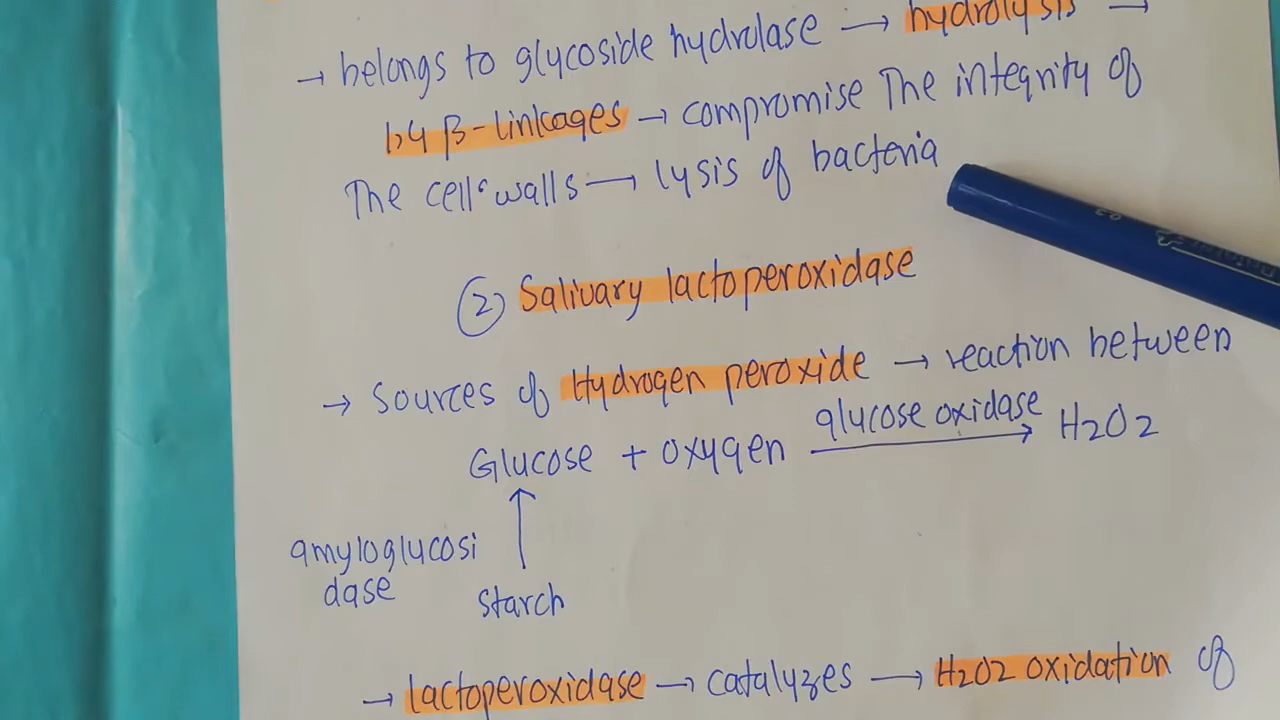 → belongs to glycoside hydrolase → hydrolysis →
b4 β-linkages → compromise The integrity of
The cell walls → lysis of bacteria
② Salivary lactoperoxidase
→ Sources of Hydrogen peroxide → reaction between
glucose oxidase
Glucose + oxygen → H2O2
↑
amyloglucosi
dase
starch
→ lactoperoxidase → catalyzes → H2O2 oxidation of